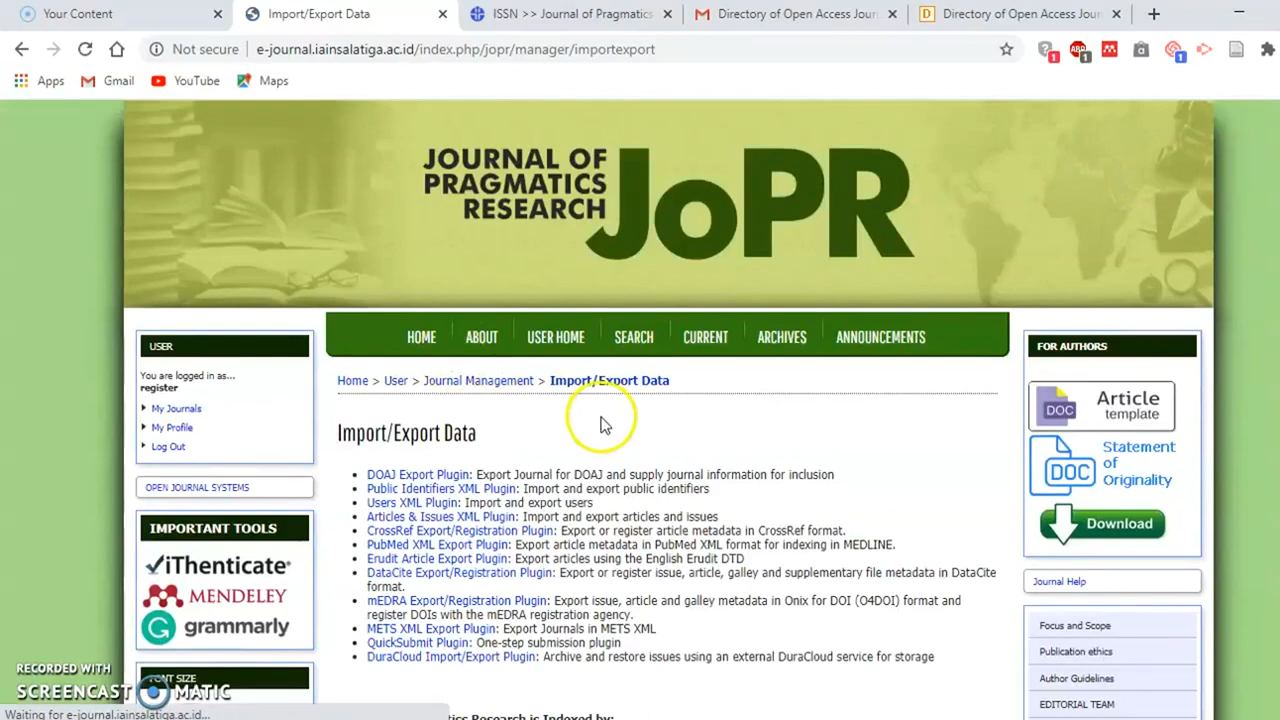 Your Content
Import/Export Data
ISSN >> Journal of Pragmatics
Directory of Open Access Jour
Directory of Open Access Jour
Not secure
e-journal.iainsalatiga.ac.id/index.php/jopr/manager/importexport
Apps
Gmail
YouTube
Maps
JOURNAL OF
PRAGMATICS
RESEARCH
JoPR
HOME
ABOUT
USER HOME
SEARCH
CURRENT
ARCHIVES
ANNOUNCEMENTS
USER
You are logged in as...
register
My Journals
My Profile
Log Out
OPEN JOURNAL SYSTEMS
IMPORTANT TOOLS
iThenticate®
MENDELEY
grammarly
FONT SIZE
Home > User > Journal Management > Import/Export Data
Import/Export Data
DOAJ Export Plugin: Export Journal for DOAJ and supply journal information for inclusion
Public Identifiers XML Plugin: Import and export public identifiers
Users XML Plugin: Import and export users
Articles & Issues XML Plugin: Import and export articles and issues
CrossRef Export/Registration Plugin: Export or register article metadata in CrossRef format.
PubMed XML Export Plugin: Export article metadata in PubMed XML format for indexing in MEDLINE.
Erudit Article Export Plugin: Export articles using the English Erudit DTD
DataCite Export/Registration Plugin: Export or register issue, article, galley and supplementary file metadata in DataCite
format.
mEDRA Export/Registration Plugin: Export issue, article and galley metadata in Onix for DOI (O4DOI) format and
register DOIs with the mEDRA registration agency.
METS XML Export Plugin: Export Journals in METS XML
QuickSubmit Plugin: One-step submission plugin
DuraCloud Import/Export Plugin: Archive and restore issues using an external DuraCloud service for storage
Research is Indexed by:
FOR AUTHORS
DOC
Article
template
DOC
Statement
of
Originality
Download
Journal Help
Focus and Scope
Publication ethics
Author Guidelines
EDITORIAL TEAM
RECORDED WITH
SCREENCAST MATIC
Waiting for e-journal.iainsalatiga.ac.id...